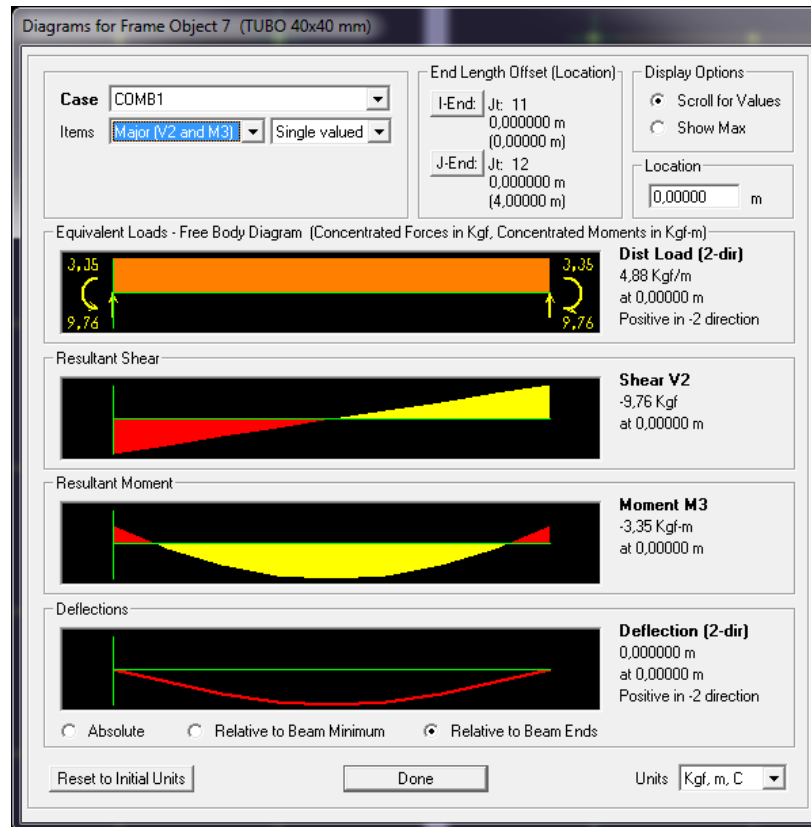 Diagrams for Frame Object 7 (TUBO 40x40 mm)
Case COMB1
Items Major (V2 and M3) Single valued
End Length Offset (Location)
I-End: Jt: 11
0,000000 m
(0,00000 m)
J-End: Jt: 12
0,000000 m
(4,00000 m)
Display Options
Scroll for Values
Show Max
Location
0,00000 m
Equivalent Loads - Free Body Diagram (Concentrated Forces in Kgf, Concentrated Moments in Kgf-m)
3,35 3,35
9,76 9,76
Dist Load (2-dir)
4,88 Kgf/m
at 0,00000 m
Positive in -2 direction
Resultant Shear
Shear V2
-9,76 Kgf
at 0,00000 m
Resultant Moment
Moment M3
-3,35 Kgf-m
at 0,00000 m
Deflections
Deflection (2-dir)
0,000000 m
at 0,00000 m
Positive in -2 direction
Absolute Relative to Beam Minimum Relative to Beam Ends
Reset to Initial Units Done Units Kgf, m, C